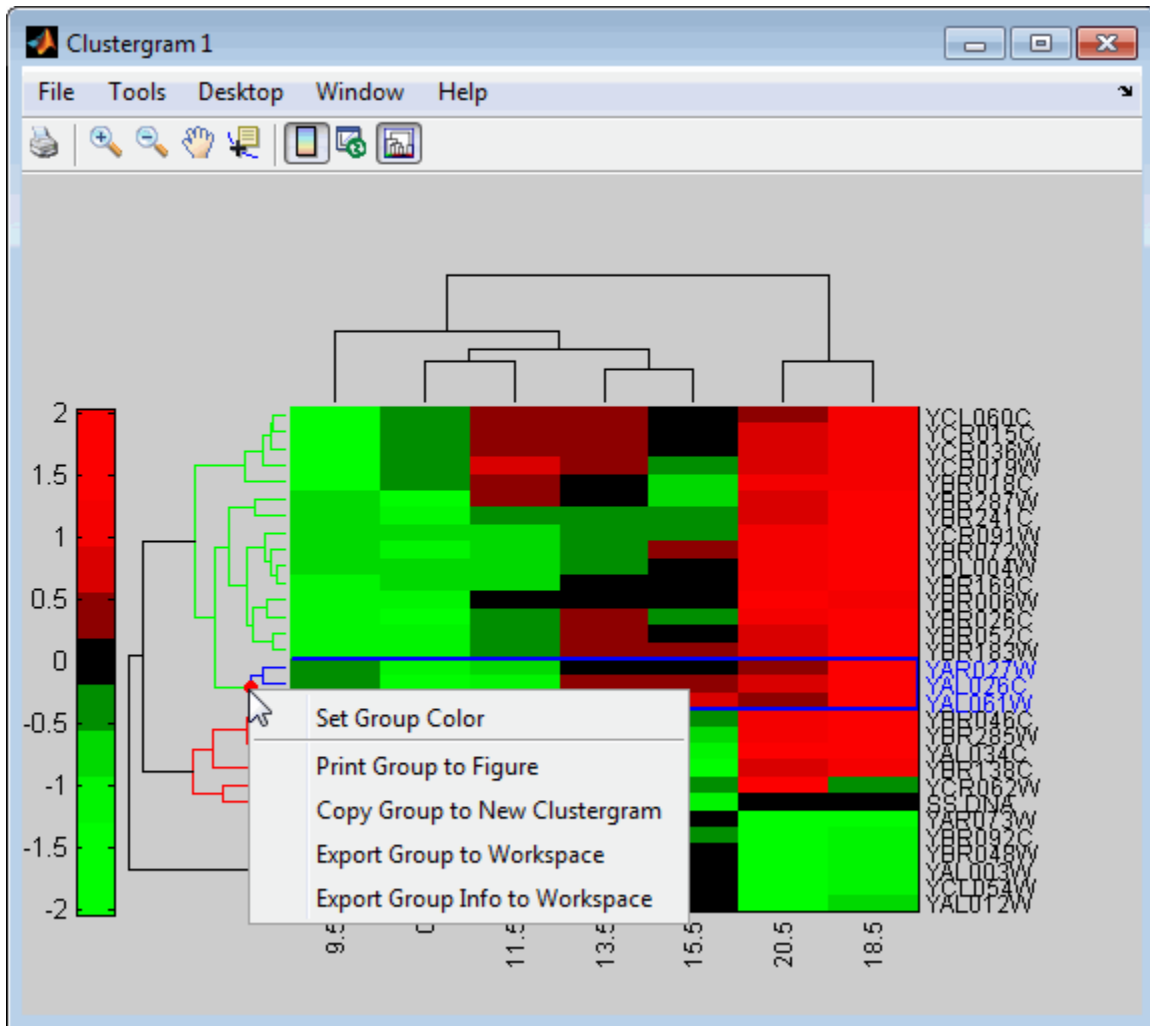 Clustergram 1
File Tools Desktop Window Help
2
1.5
1
0.5
0
-0.5
-1
-1.5
-2
YCL060C
YCR015C
YCR036W
YCR019W
YBR018C
YBR287W
YBR241C
YCR091W
YBR072W
YDL004W
YBR169C
YBR006W
YBR026C
YBR052C
YBR183W
YAR027W
YAL026C
YAL061W
YBR046C
YBR285W
YAL034C
YBR138C
YCR062W
SS DNA
YAR073W
YBR092C
YBR048W
YAL003W
YCL054W
YAL012W
Set Group Color
Print Group to Figure
Copy Group to New Clustergram
Export Group to Workspace
Export Group Info to Workspace
9.5 0 11.5 13.5 15.5 20.5 18.5